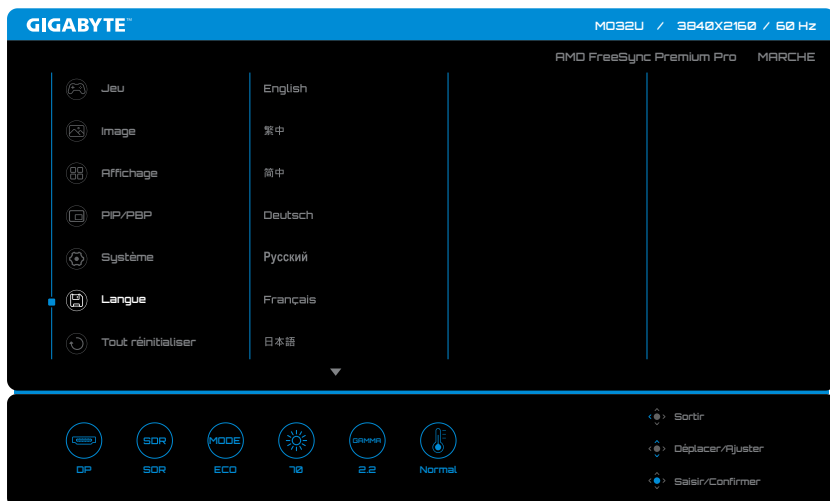 GIGABYTE™
MO32U / 3840X2160 / 60 Hz
AMD FreeSync Premium Pro MARCHE
Jeu
English
Image
繁中
Affichage
简中
PIP/PBP
Deutsch
Système
Русский
Langue
Français
Tout réinitialiser
日本語
Sortir
SDR
MODE
GAMMA
Déplacer/Ajuster
DP
SDR
ECO
70
2.2
Normal
Saisir/Confirmer